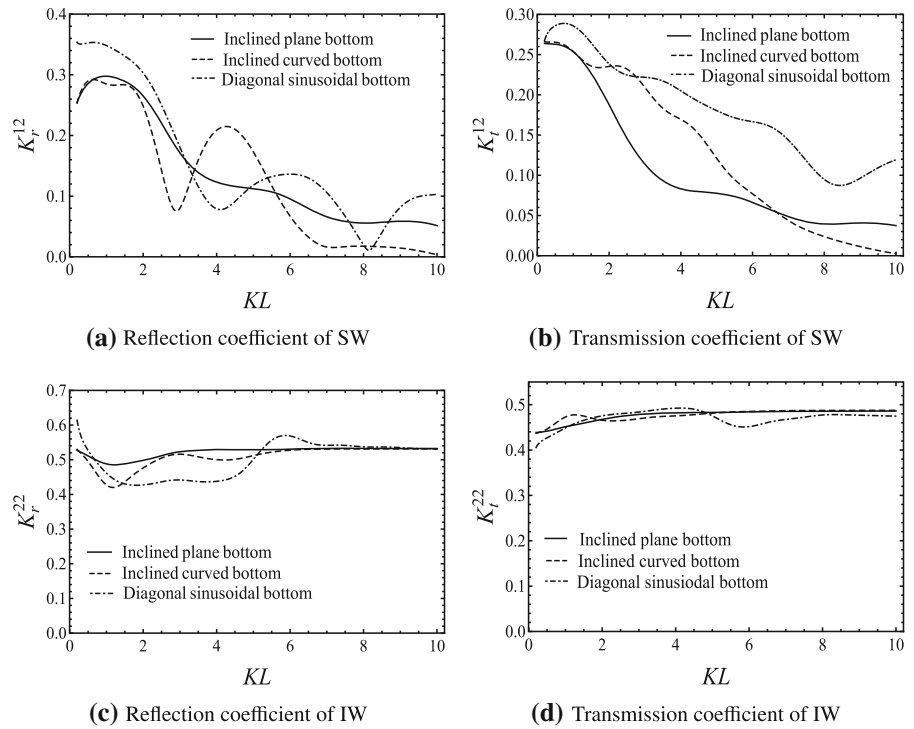 0.4
0.3
0.2
0.1
0.0
0 2 4 6 8 10
K_r^12
KL
Inclined plane bottom
Inclined curved bottom
Diagonal sinusoidal bottom
(a) Reflection coefficient of SW
0.30
0.25
0.20
0.15
0.10
0.05
0.00
0 2 4 6 8 10
K_t^12
KL
Inclined plane bottom
Inclined curved bottom
Diagonal sinusoidal bottom
(b) Transmission coefficient of SW
0.7
0.6
0.5
0.4
0.3
0.2
0.1
0.0
0 2 4 6 8 10
K_r^22
KL
Inclined plane bottom
Inclined curved bottom
Diagonal sinusoidal bottom
(c) Reflection coefficient of IW
0.5
0.4
0.3
0.2
0.1
0.0
0 2 4 6 8 10
K_t^22
KL
Inclined plane bottom
Inclined curved bottom
Diagonal sinusiodal bottom
(d) Transmission coefficient of IW